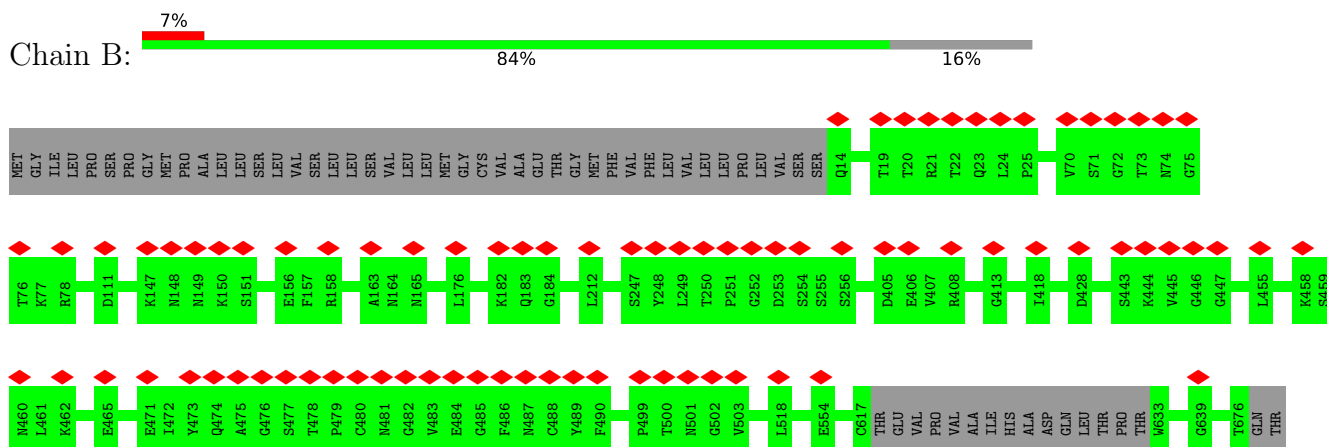 7%
Chain B:
84%
16%
MET GLY ILE LEU PRO SER PRO GLY MET PRO ALA LEU LEU SER LEU VAL SER LEU LEU SER VAL LEU LEU MET GLY CYS VAL ALA GLU THR GLY MET PHE VAL PHE LEU VAL LEU LEU PRO LEU VAL SER SER Q14 T19 T20 R21 T22 Q23 L24 P25 V70 S71 G72 T73 N74 G75
T76 K77 R78 D111 K147 N148 N149 K150 S151 E156 F157 R158 A163 N164 N165 L176 K182 Q183 G184 L212 S247 Y248 L249 T250 P251 G252 D253 S254 S255 S256 D405 E406 V407 R408 G413 I418 D428 S443 K444 V445 G446 G447 L455 K458 S459
N460 L461 K462 E465 E471 I472 Y473 Q474 A475 G476 S477 T478 P479 C480 N481 G482 V483 E484 G485 F486 N487 C488 Y489 F490 P499 T500 N501 G502 V503 L518 E554 C617 THR GLU VAL PRO VAL ALA ILE HIS ALA ASP GLN LEU THR PRO THR W633 G639 T676 GLN THR